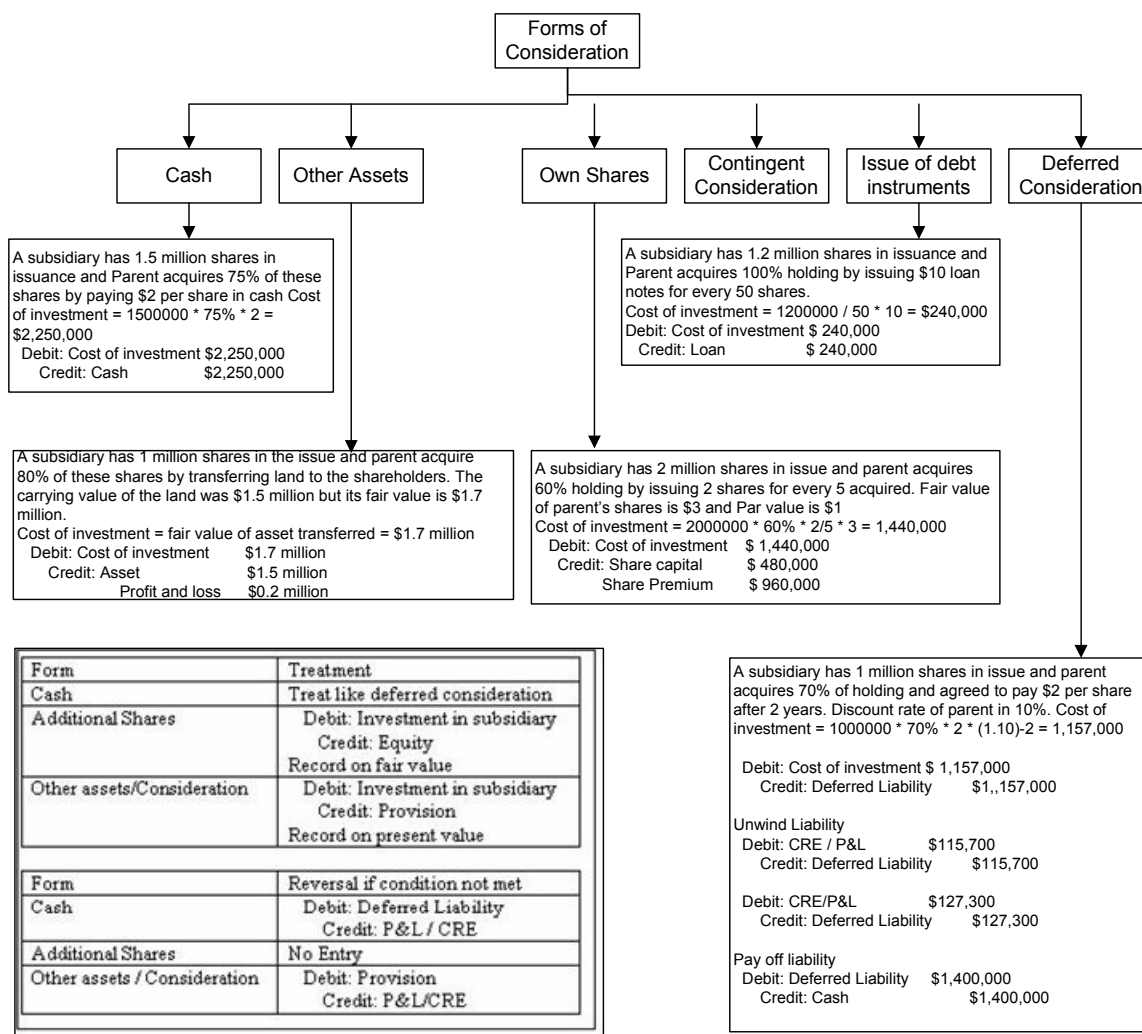 Forms of
Consideration
Cash
Other Assets
Own Shares
Contingent
Consideration
Issue of debt
instruments
Deferred
Consideration
A subsidiary has 1.5 million shares in
issuance and Parent acquires 75% of these
shares by paying $2 per share in cash Cost
of investment = 1500000 * 75% * 2 =
$2,250,000
Debit: Cost of investment $2,250,000
Credit: Cash $2,250,000
A subsidiary has 1.2 million shares in issuance and
Parent acquires 100% holding by issuing $10 loan
notes for every 50 shares.
Cost of investment = 1200000 / 50 * 10 = $240,000
Debit: Cost of investment $ 240,000
Credit: Loan $ 240,000
A subsidiary has 1 million shares in the issue and parent acquire
80% of these shares by transferring land to the shareholders. The
carrying value of the land was $1.5 million but its fair value is $1.7
million.
Cost of investment = fair value of asset transferred = $1.7 million
Debit: Cost of investment $1.7 million
Credit: Asset $1.5 million
Profit and loss $0.2 million
A subsidiary has 2 million shares in issue and parent acquires
60% holding by issuing 2 shares for every 5 acquired. Fair value
of parent's shares is $3 and Par value is $1
Cost of investment = 2000000 * 60% * 2/5 * 3 = 1,440,000
Debit: Cost of investment $ 1,440,000
Credit: Share capital $ 480,000
Share Premium $ 960,000
Form Treatment
Cash Treat like deferred consideration
Additional Shares Debit: Investment in subsidiary
Credit: Equity
Record on fair value
Other assets/Consideration Debit: Investment in subsidiary
Credit: Provision
Record on present value
Form Reversal if condition not met
Cash Debit: Deferred Liability
Credit: P&L / CRE
Additional Shares No Entry
Other assets / Consideration Debit: Provision
Credit: P&L/CRE
A subsidiary has 1 million shares in issue and parent
acquires 70% of holding and agreed to pay $2 per share
after 2 years. Discount rate of parent in 10%. Cost of
investment = 1000000 * 70% * 2 * (1.10)-2 = 1,157,000
Debit: Cost of investment $ 1,157,000
Credit: Deferred Liability $1,,157,000
Unwind Liability
Debit: CRE / P&L $115,700
Credit: Deferred Liability $115,700
Debit: CRE/P&L $127,300
Credit: Deferred Liability $127,300
Pay off liability
Debit: Deferred Liability $1,400,000
Credit: Cash $1,400,000